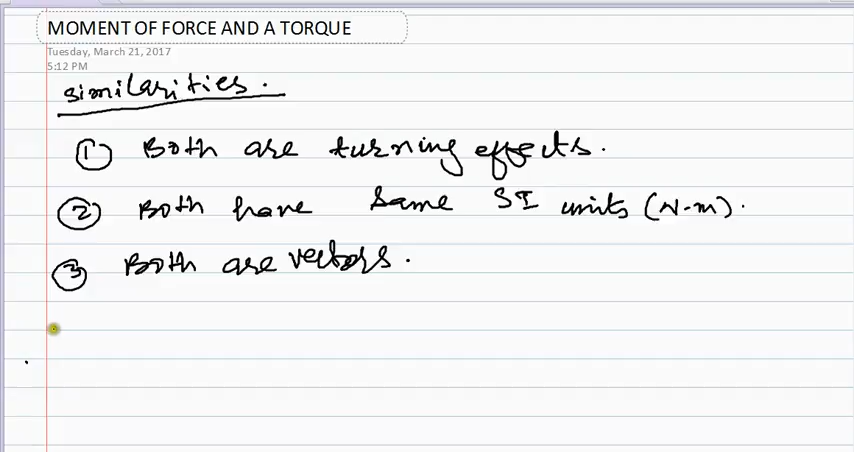 MOMENT OF FORCE AND A TORQUE
Tuesday, March 21, 2017
5:12 PM
similarities.
① Both are turning effects.
② Both have same SI units (N-m).
③ Both are vectors.